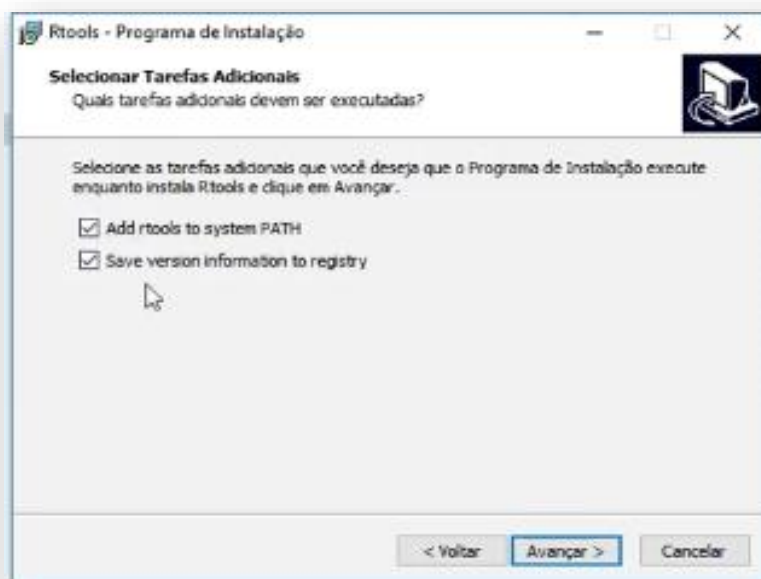 Rtools - Programa de Instalação
Selecionar Tarefas Adicionais
Quais tarefas adicionais devem ser executadas?
Selecione as tarefas adicionais que você deseja que o Programa de Instalação execute
enquanto instala Rtools e clique em Avançar.
Add rtools to system PATH
Save version information to registry
< Voltar
Avançar >
Cancelar